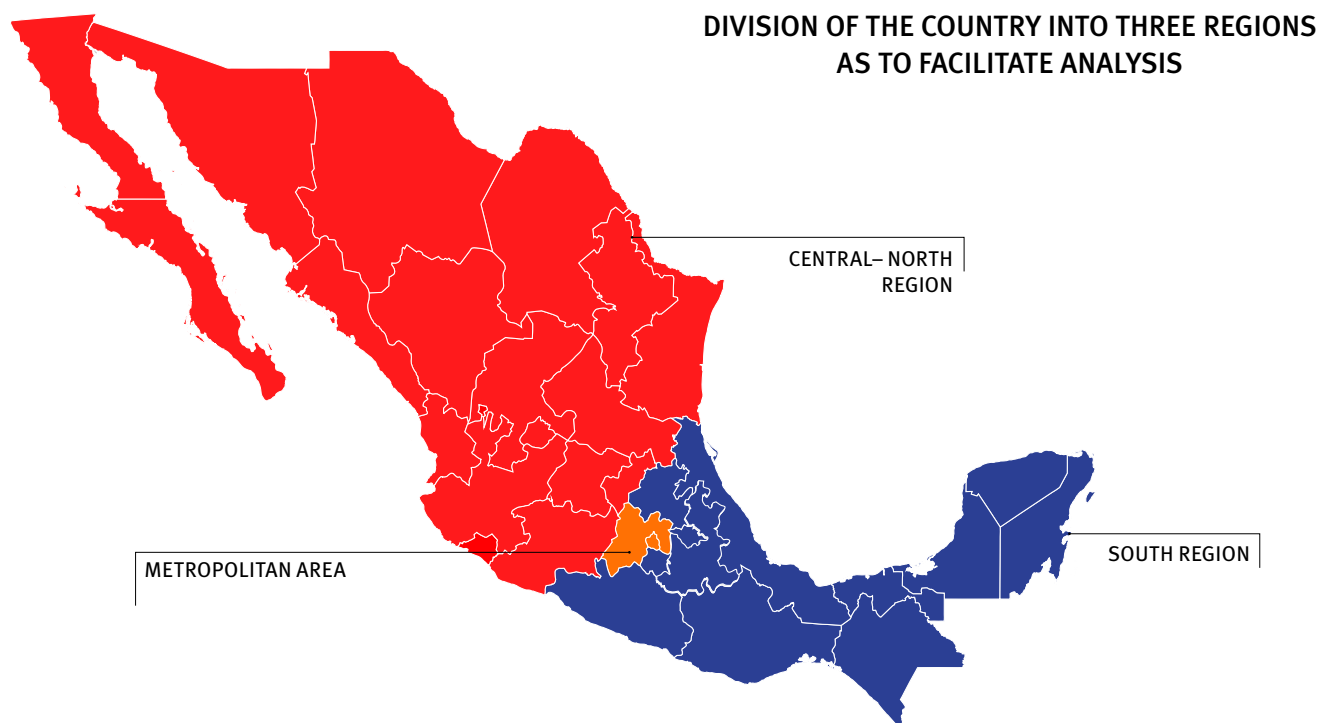 DIVISION OF THE COUNTRY INTO THREE REGIONS
AS TO FACILITATE ANALYSIS
CENTRAL– NORTH
REGION
SOUTH REGION
METROPOLITAN AREA